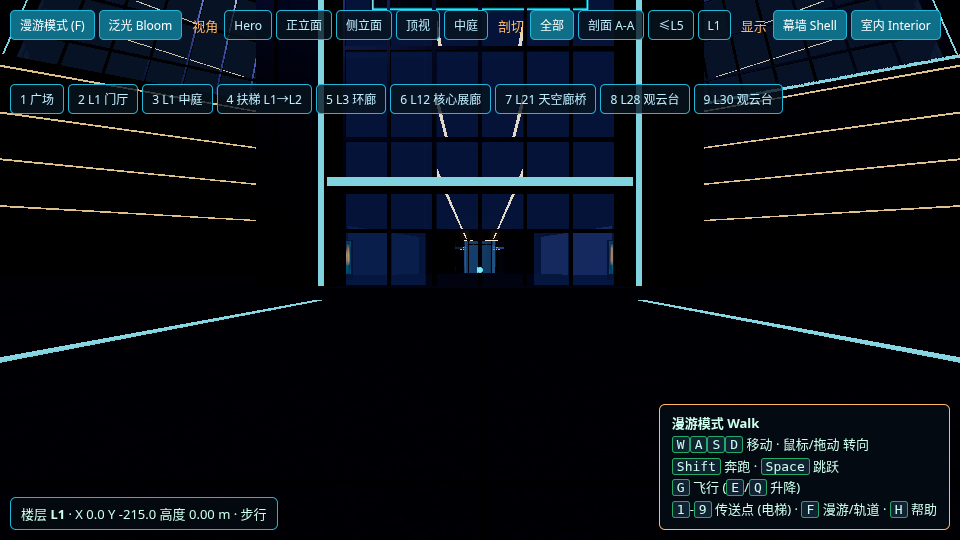 漫游模式 (F) 泛光 Bloom 视角 Hero 正立面 侧立面 顶视 中庭 剖切 全部 剖面 A-A ≤L5 L1 显示 幕墙 Shell 室内 Interior
1 广场 2 L1 门厅 3 L1 中庭 4 扶梯 L1→L2 5 L3 环廊 6 L12 核心展廊 7 L21 天空廊桥 8 L28 观云台 9 L30 观云台
漫游模式 Walk
W A S D 移动 · 鼠标/拖动 转向
Shift 奔跑 · Space 跳跃
G 飞行 (E/Q 升降)
1-9 传送点 (电梯) · F 漫游/轨道 · H 帮助
楼层 L1 · X 0.0 Y -215.0 高度 0.00 m · 步行